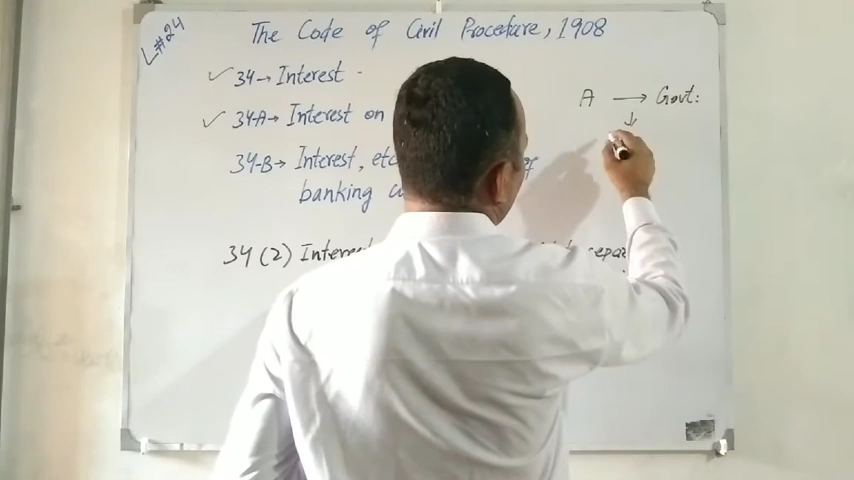 L#24
The Code of Civil Procedure, 1908
✓ 34→ Interest -
✓ 34-A→ Interest on
34-B→ Interest, etc of
banking
34(2) Interest
A → Govt:
↓